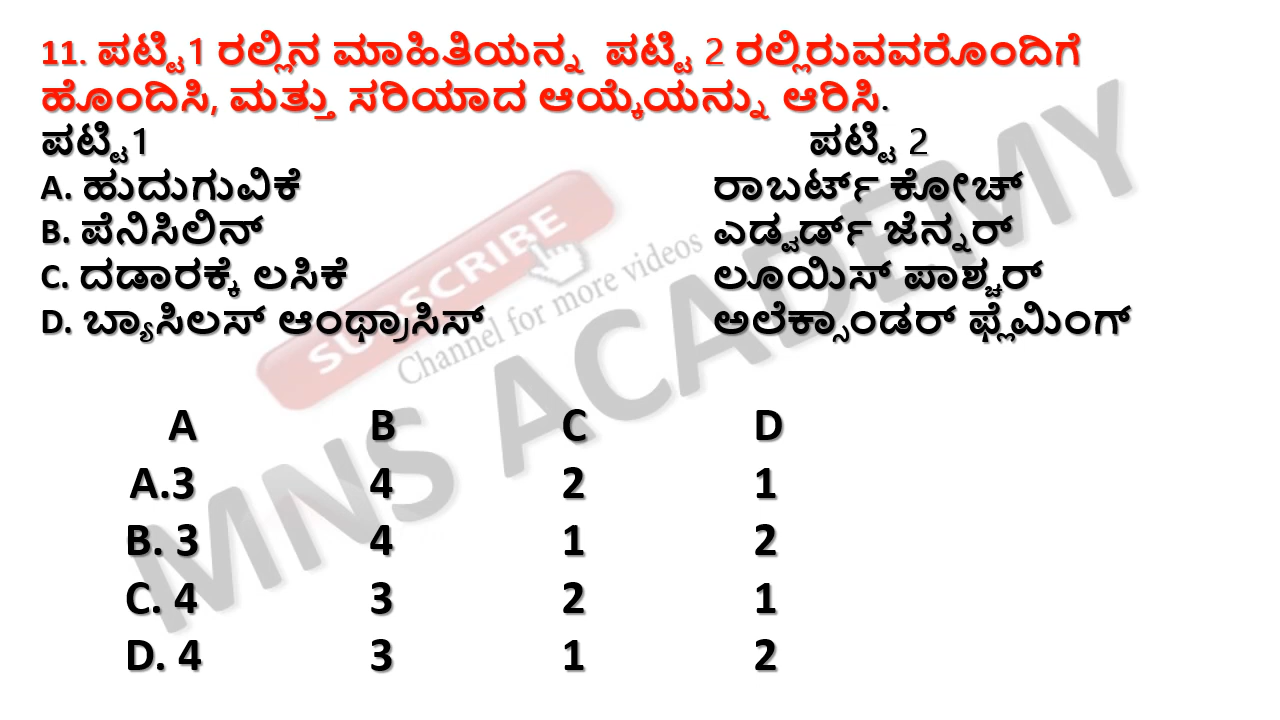 11. ಪಟ್ಟಿ1 ರಲ್ಲಿನ ಮಾಹಿತಿಯನ್ನ ಪಟ್ಟಿ 2 ರಲ್ಲಿರುವವರೊಂದಿಗೆ
ಹೊಂದಿಸಿ, ಮತ್ತು ಸರಿಯಾದ ಆಯ್ಕೆಯನ್ನು ಆರಿಸಿ.
ಪಟ್ಟಿ1 ಪಟ್ಟಿ 2
A. ಹುದುಗುವಿಕೆ ರಾಬರ್ಟ್ ಕೋಚ್
B. ಪೆನಿಸಿಲಿನ್ ಎಡ್ವರ್ಡ್ ಜೆನ್ನರ್
C. ದಡಾರಕ್ಕೆ ಲಸಿಕೆ ಲೂಯಿಸ್ ಪಾಶ್ಚರ್
D. ಬ್ಯಾಸಿಲಸ್ ಆಂಥ್ರಾಸಿಸ್ ಅಲೆಕ್ಸಾಂಡರ್ ಫ್ಲೆಮಿಂಗ್
A B C D
A.3 4 2 1
B. 3 4 1 2
C. 4 3 2 1
D. 4 3 1 2
SUBSCRIBE
Channel for more videos
MNS ACADEMY